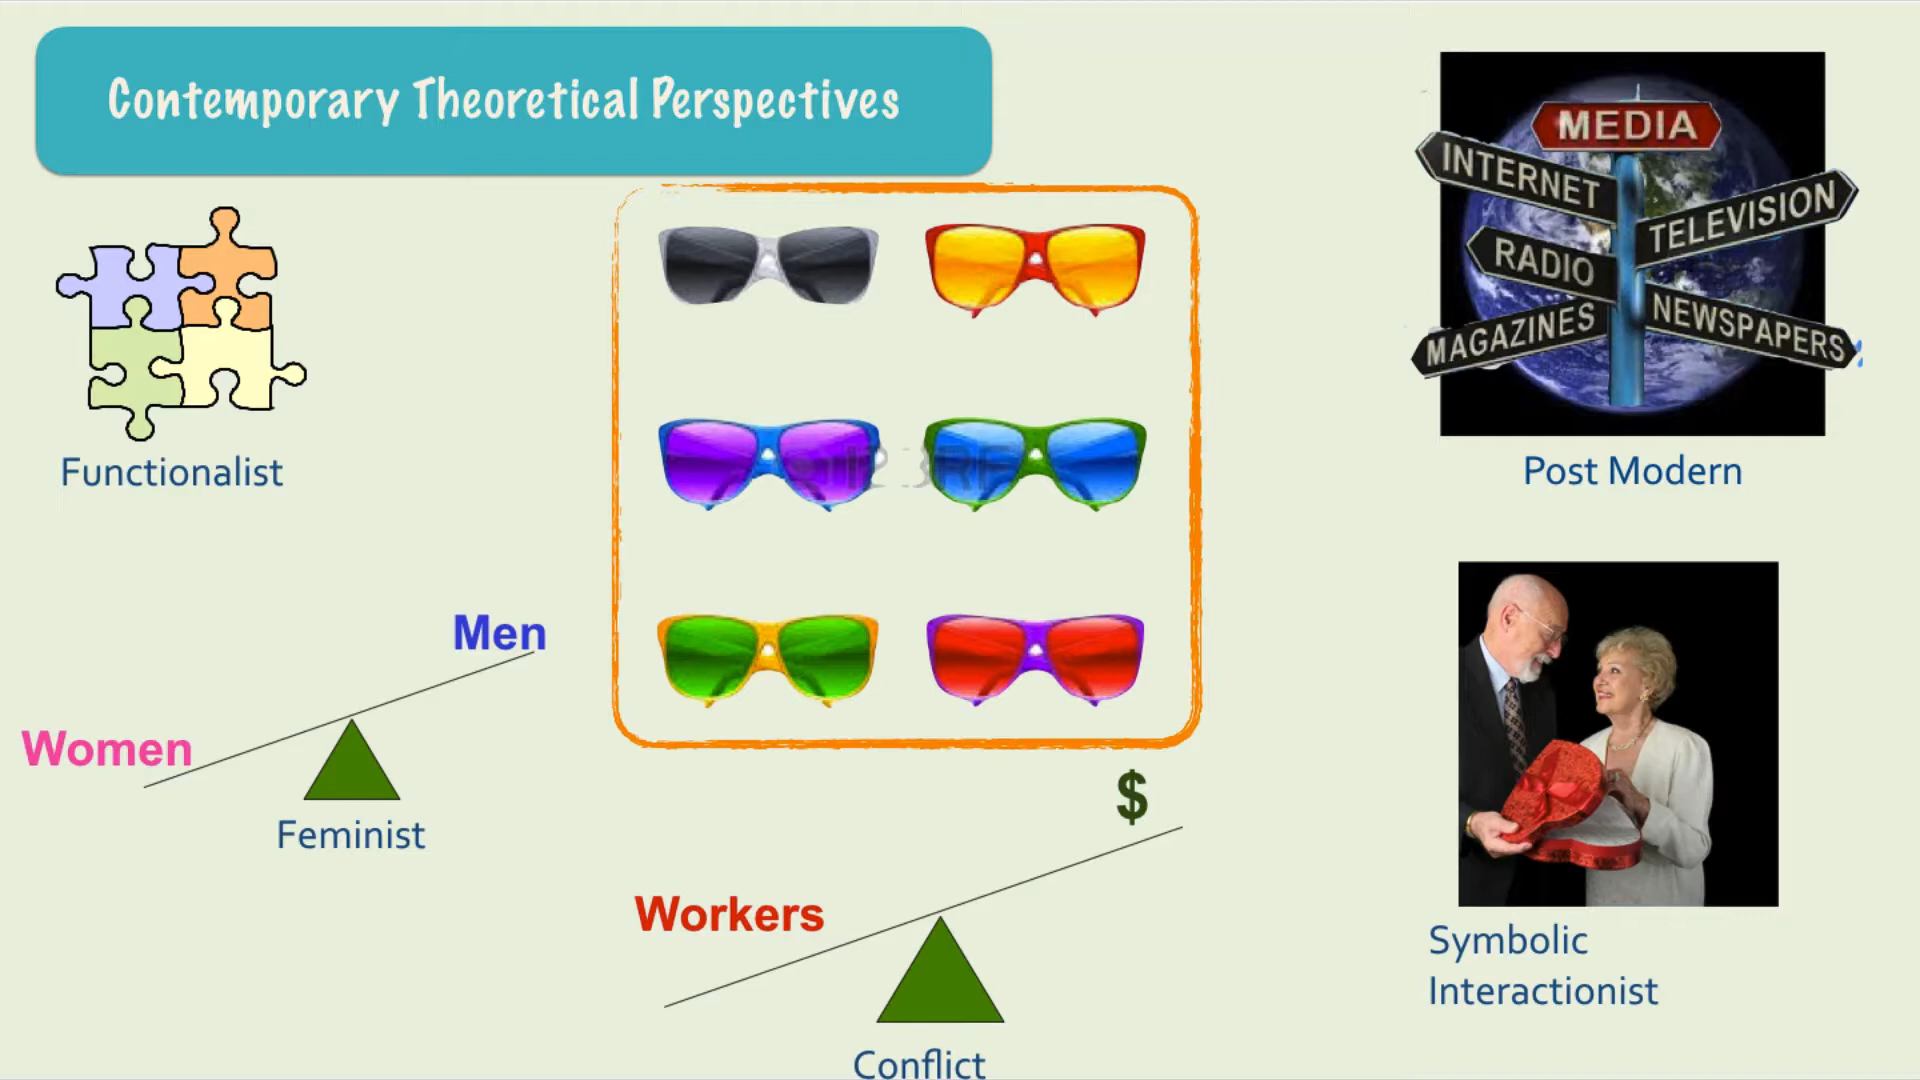 Contemporary Theoretical Perspectives
MEDIA
INTERNET
TELEVISION
RADIO
NEWSPAPERS
MAGAZINES
Functionalist
Post Modern
Men
Women
Feminist
$
Workers
Symbolic
Interactionist
Conflict